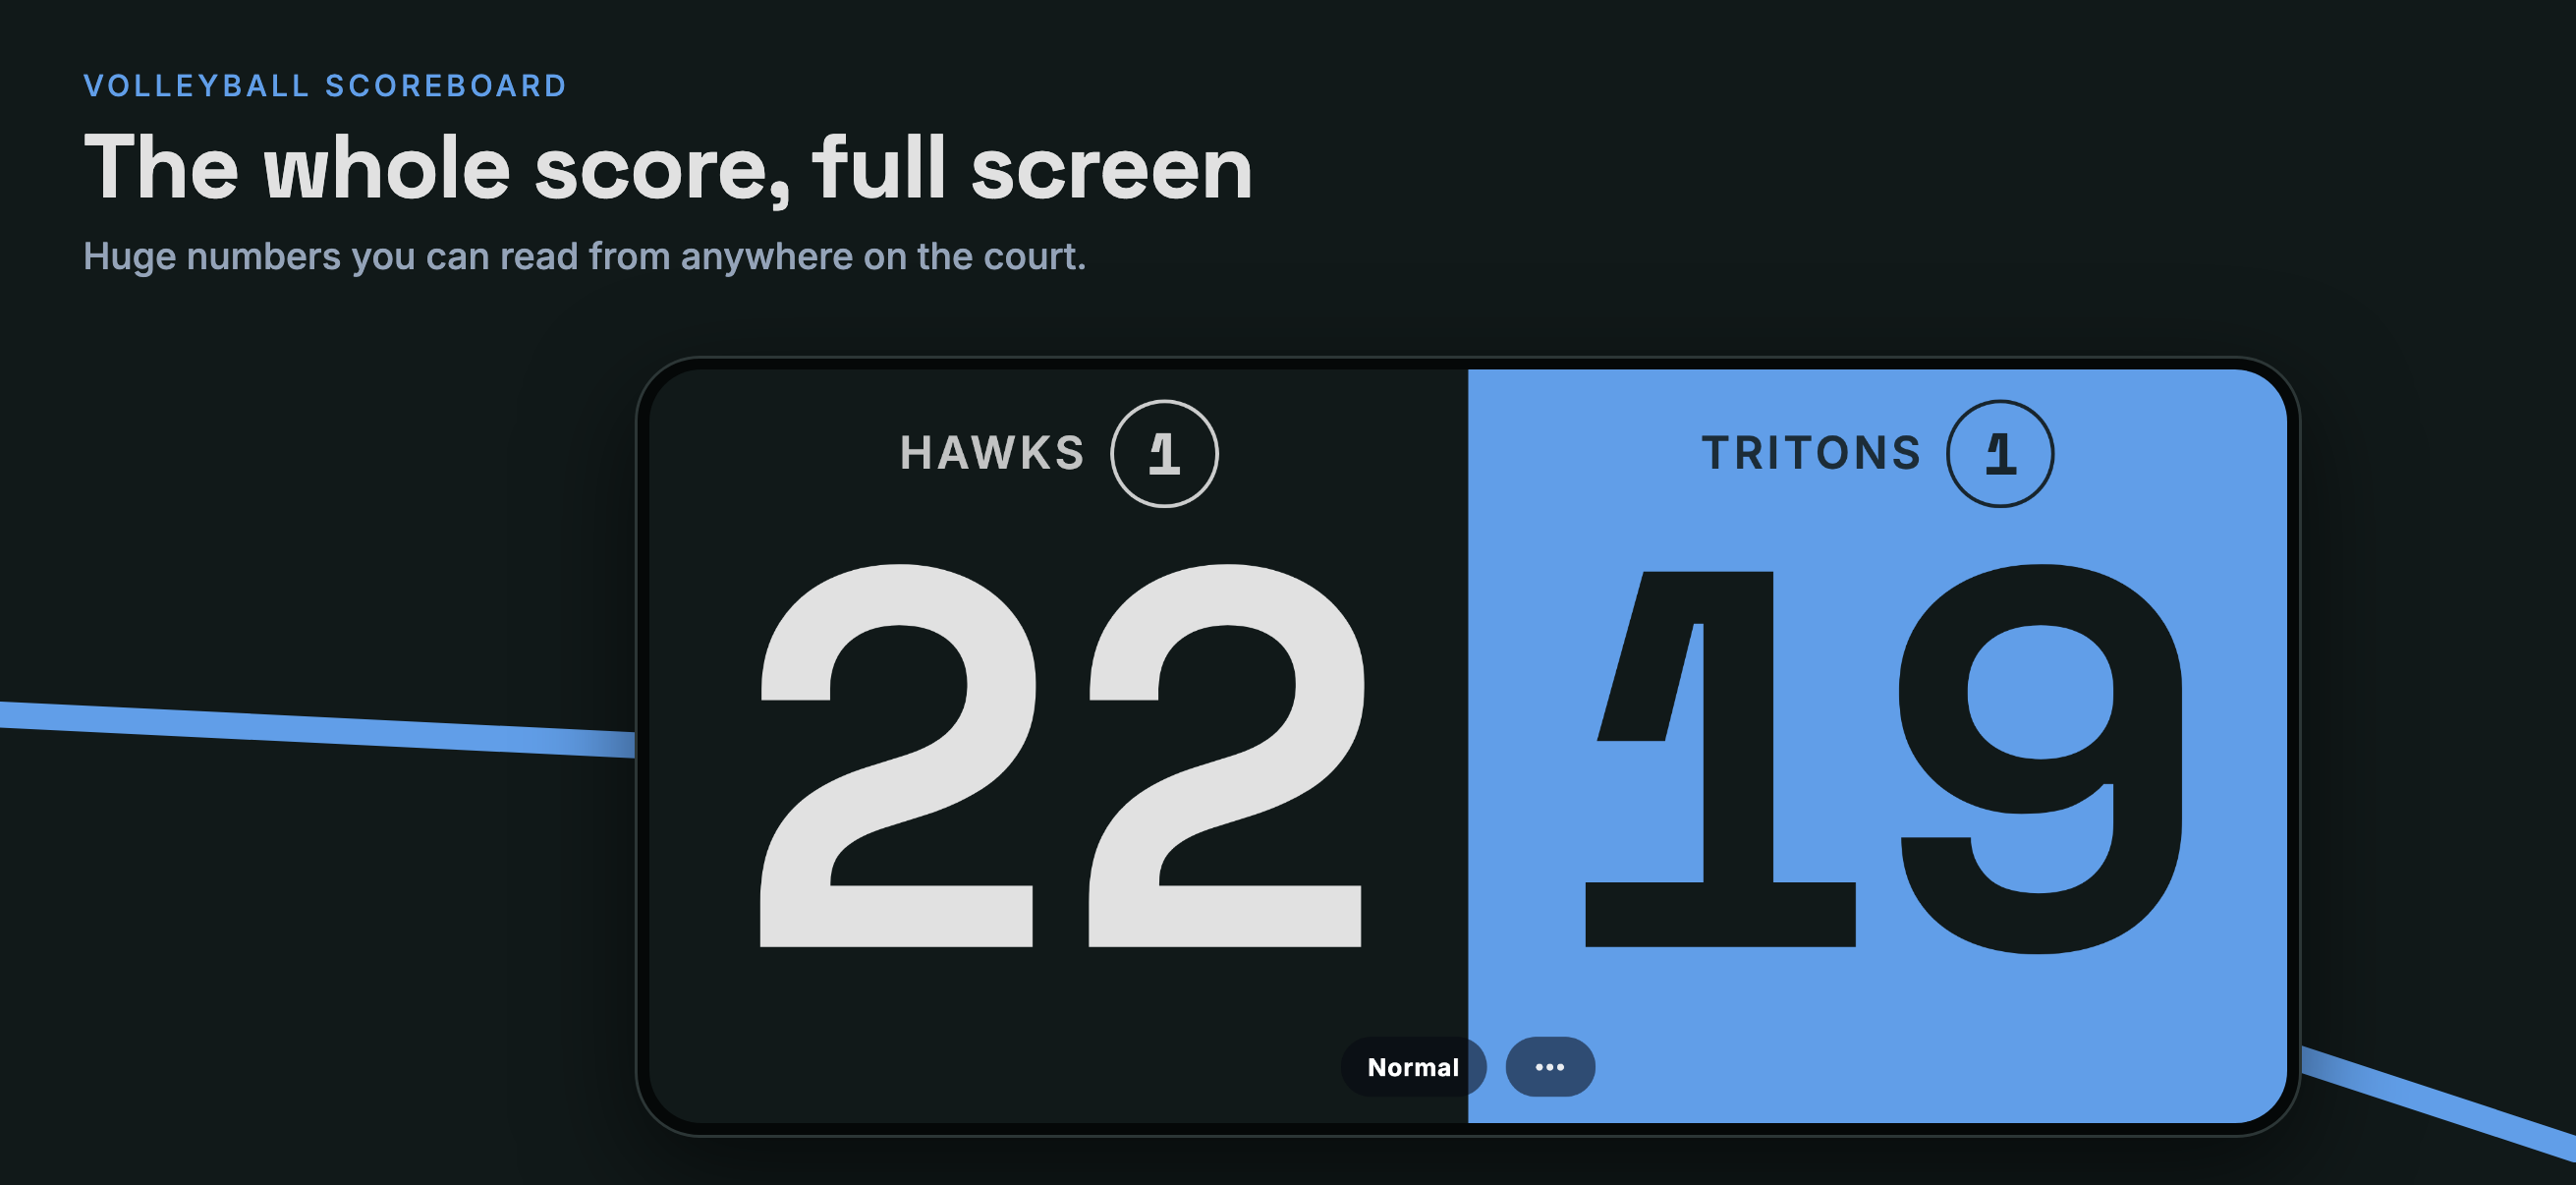 VOLLEYBALL SCOREBOARD
The whole score, full screen
Huge numbers you can read from anywhere on the court.
HAWKS 1
TRITONS 1
22
19
Normal
•••